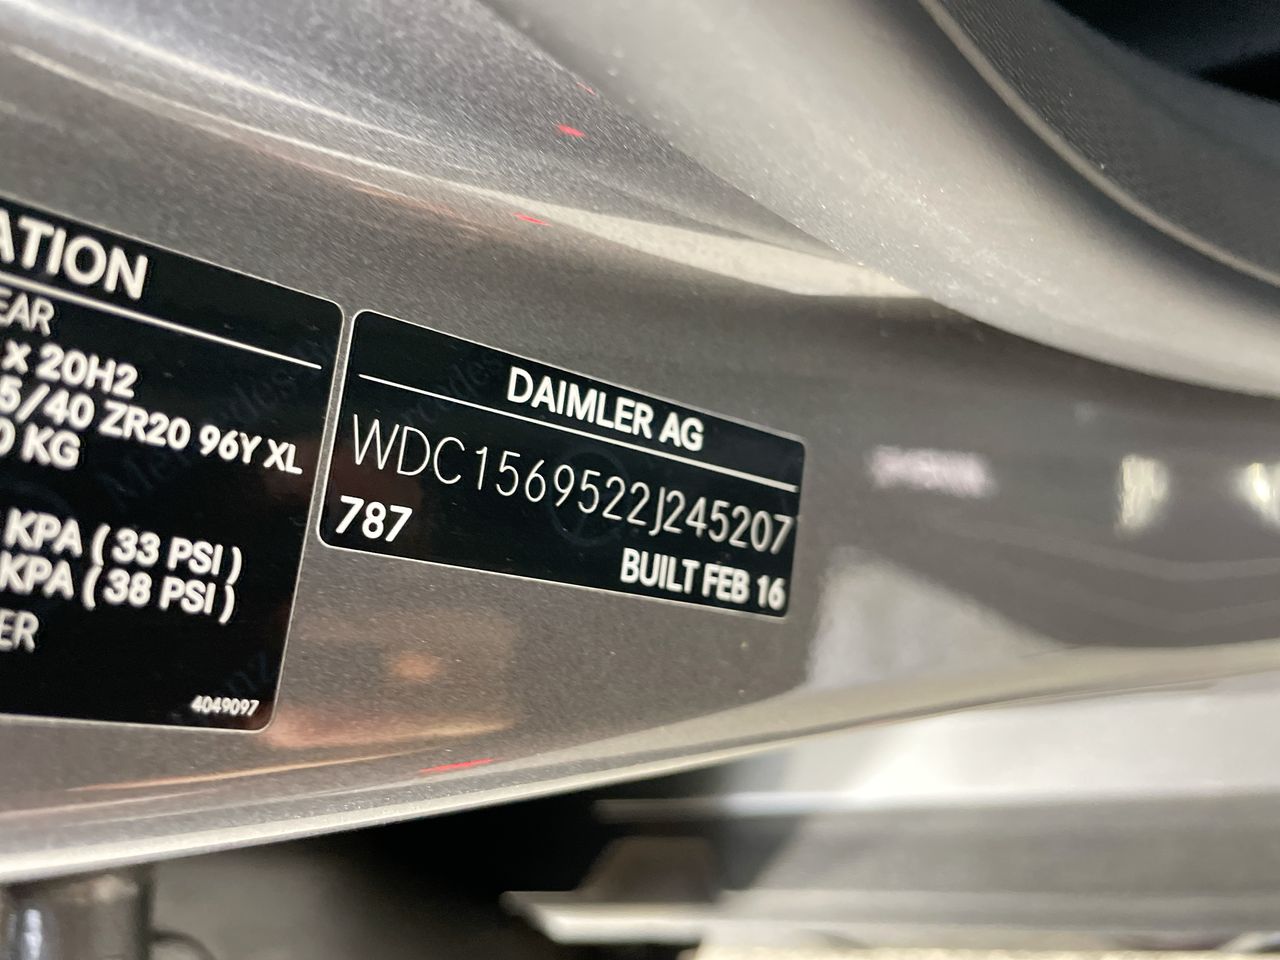 ATION
EAR
x 20H2
5/40 ZR20 96Y XL
0 KG
KPA ( 33 PSI )
KPA ( 38 PSI )
ER
4049097
DAIMLER AG
WDC1569522J245207
787
BUILT FEB 16